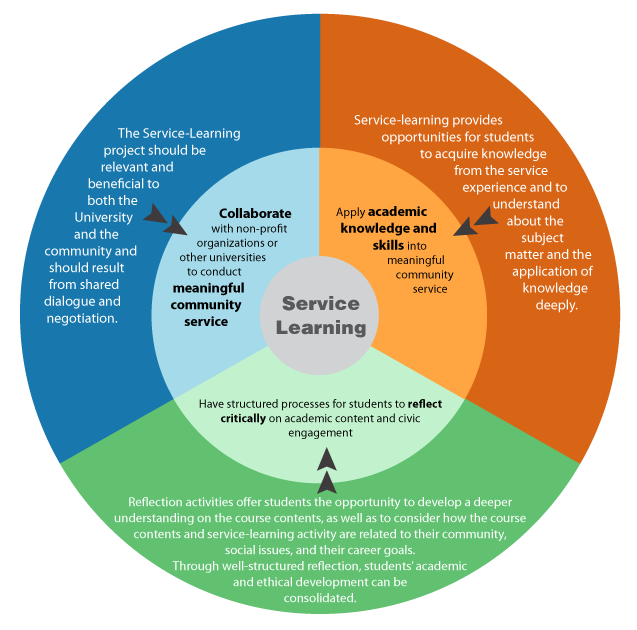 The Service-Learning
project should be
relevant and
beneficial to
both the
University
and the
community and
should result
from shared
dialogue and
negotiation.
Collaborate
with non-profit
organizations or
other universities
to conduct
meaningful
community
service
Service-learning provides
opportunities for students
to acquire knowledge
from the service
experience and to
understand
about the
subject
matter and the
application of
knowledge
deeply.
Apply academic
knowledge and
skills into
meaningful
community
service
Service
Learning
Have structured processes for students to reflect
critically on academic content and civic
engagement
Reflection activities offer students the opportunity to develop a deeper
understanding on the course contents, as well as to consider how the course
contents and service-learning activity are related to their community,
social issues, and their career goals.
Through well-structured reflection, students' academic
and ethical development can be
consolidated.